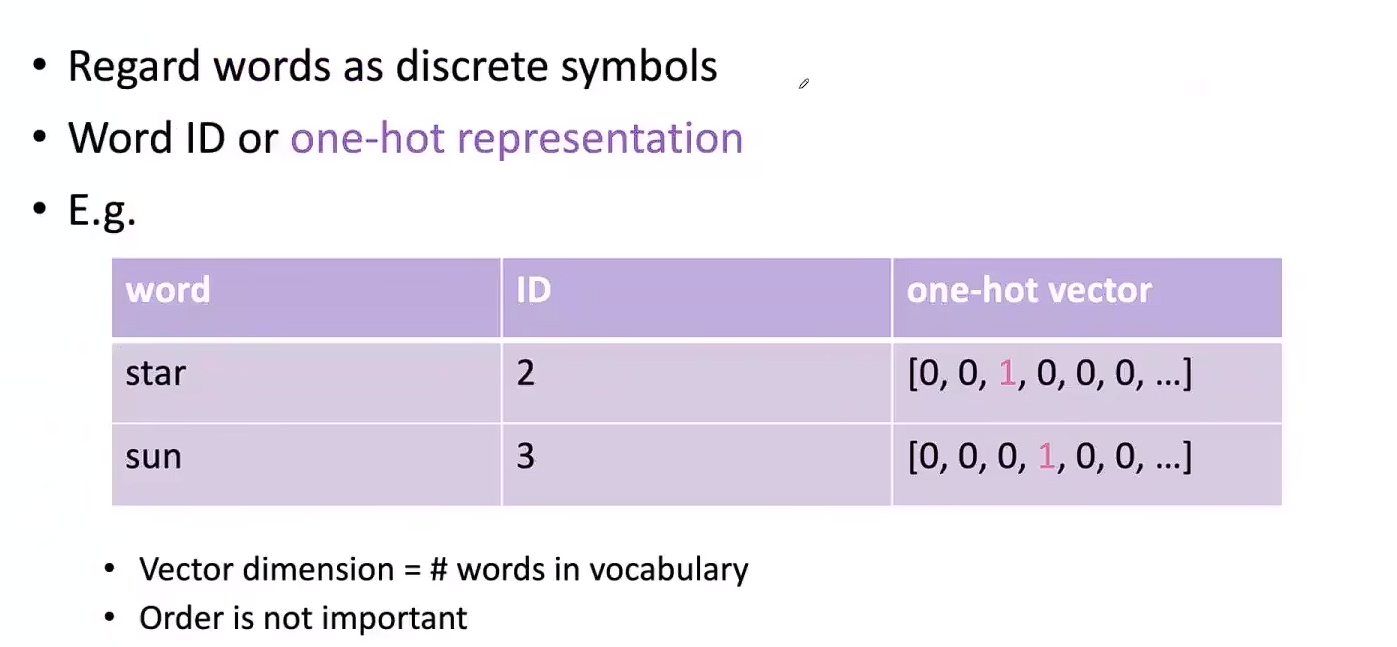 • Regard words as discrete symbols
• Word ID or one-hot representation
• E.g.
word ID one-hot vector
star 2 [0, 0, 1, 0, 0, 0, ...]
sun 3 [0, 0, 0, 1, 0, 0, ...]
• Vector dimension = # words in vocabulary
• Order is not important